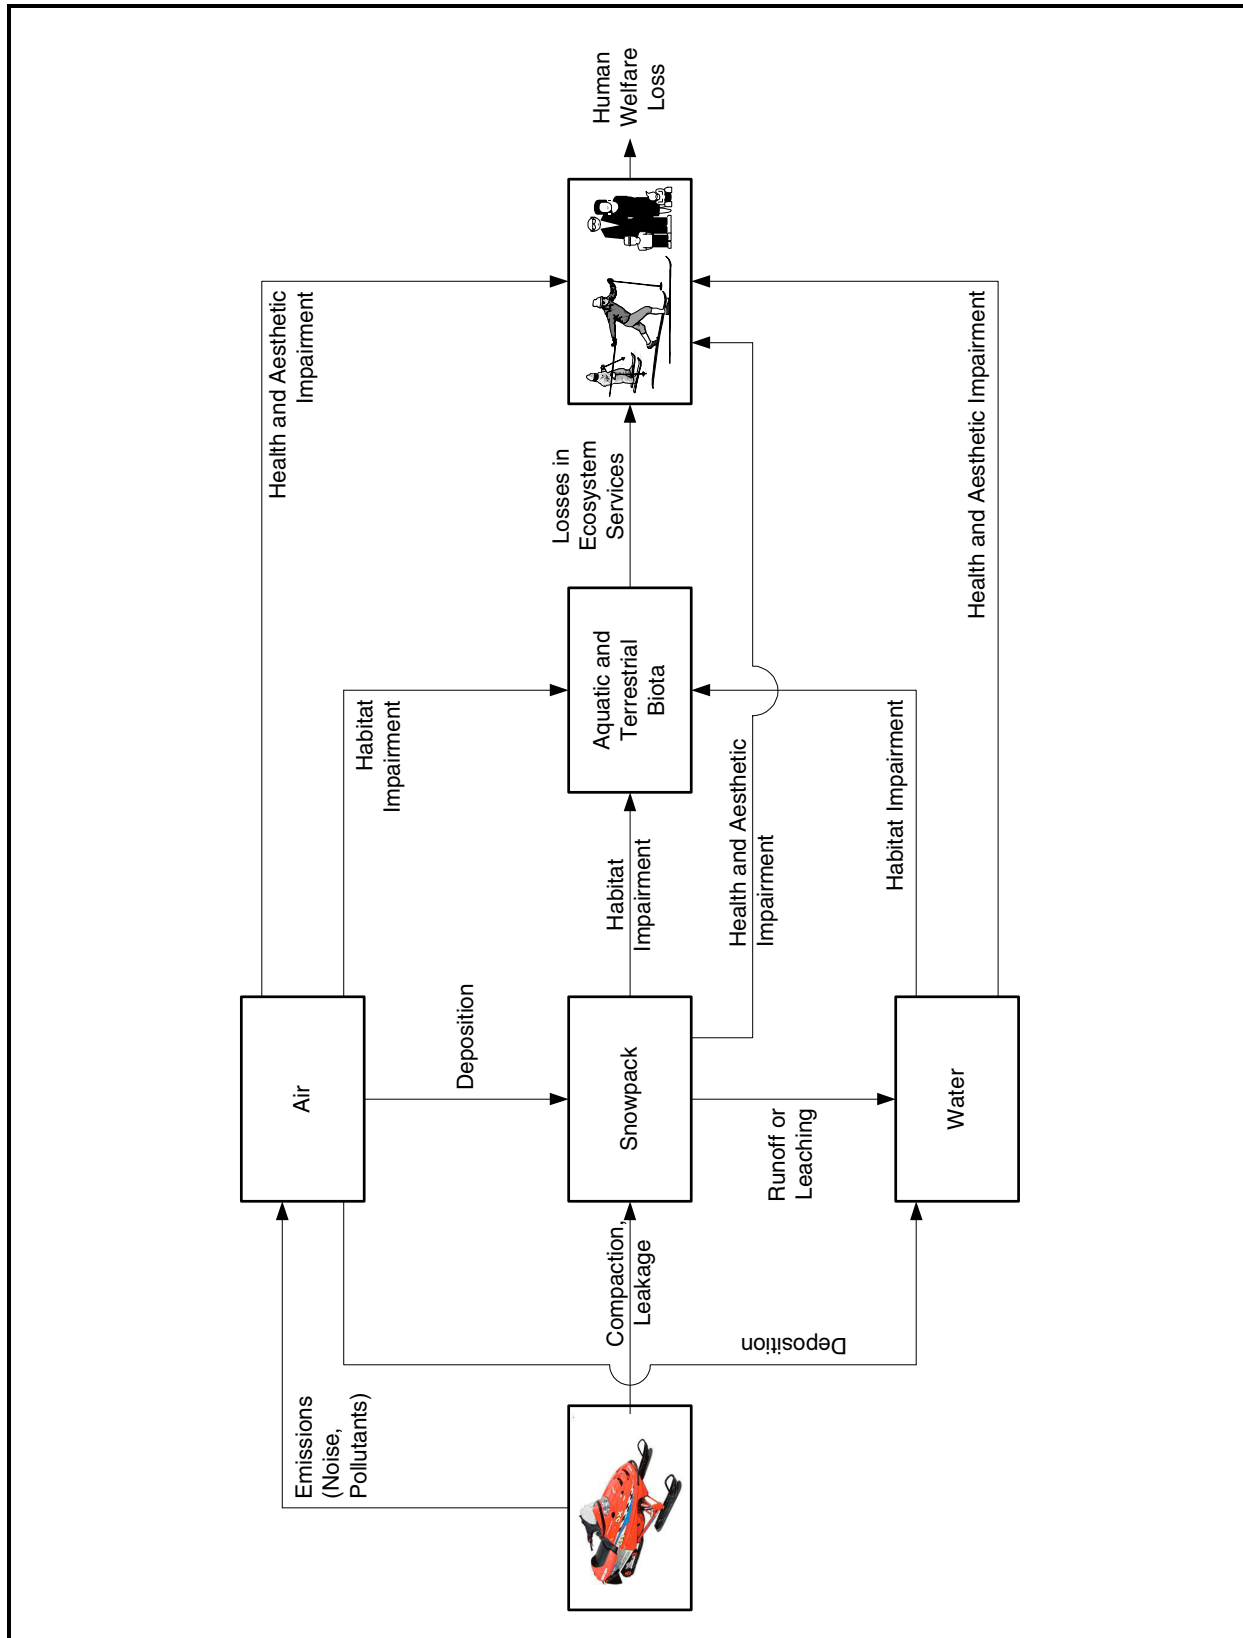 Emissions
(Noise,
Pollutants)
Air
Health and Aesthetic
Impairment
Habitat
Impairment
Deposition
Compaction,
Leakage
Snowpack
Habitat
Impairment
Aquatic and
Terrestrial
Biota
Losses in
Ecosystem
Services
Human
Welfare
Loss
Deposition
Runoff or
Leaching
Health and Aesthetic
Impairment
Water
Habitat Impairment
Health and Aesthetic Impairment